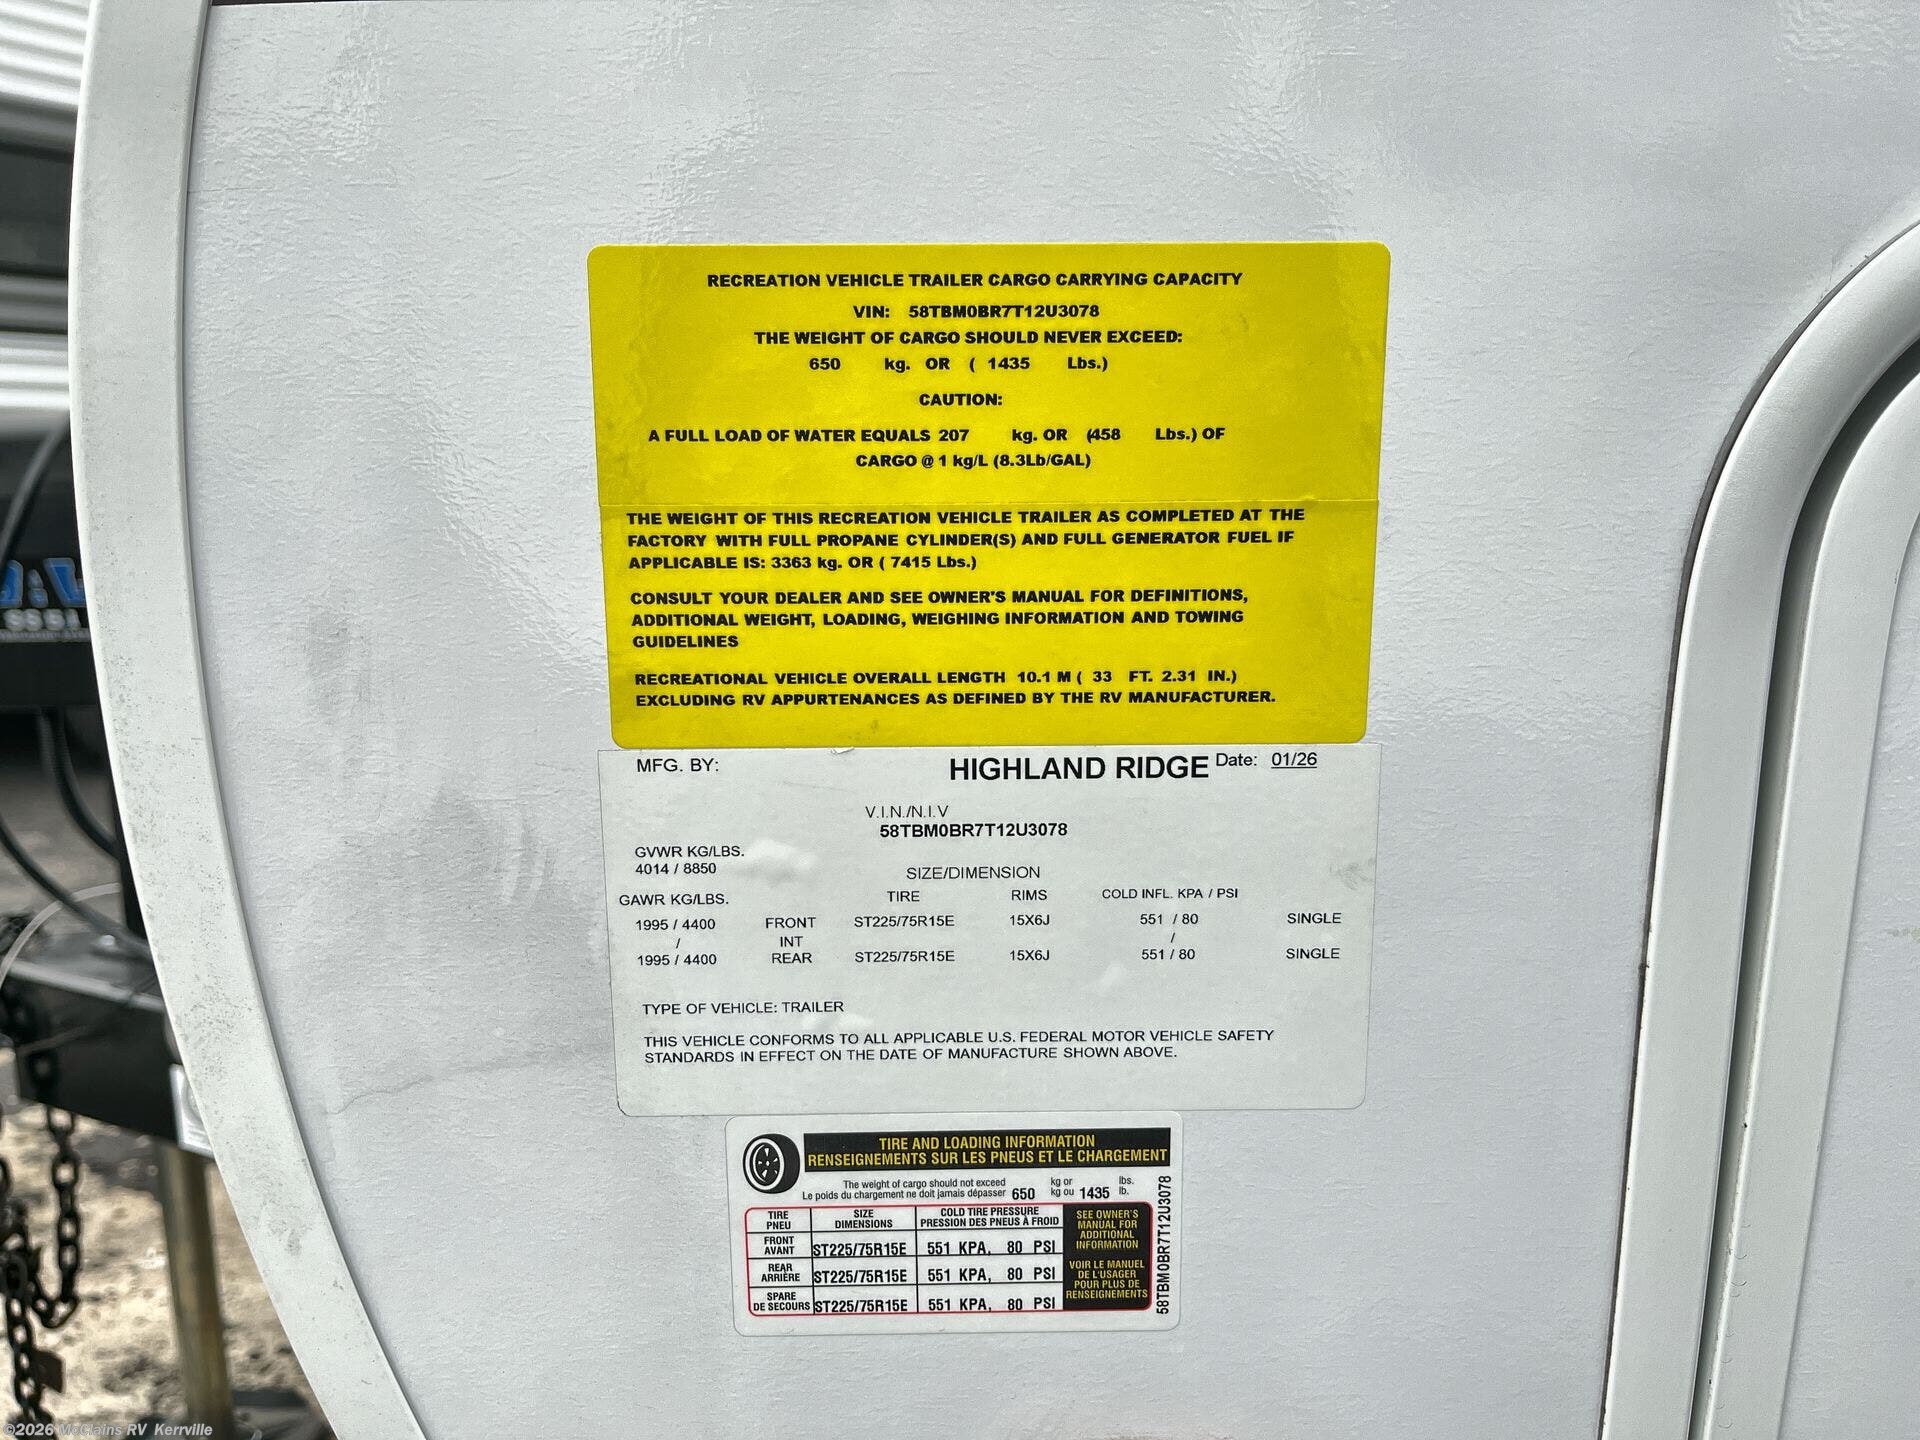 RECREATION VEHICLE TRAILER CARGO CARRYING CAPACITY
VIN: 58TBM0BR7T12U3078
THE WEIGHT OF CARGO SHOULD NEVER EXCEED:
650 kg. OR ( 1435 Lbs.)
CAUTION:
A FULL LOAD OF WATER EQUALS 207 kg. OR (458 Lbs.) OF
CARGO @ 1 kg/L (8.3Lb/GAL)
THE WEIGHT OF THIS RECREATION VEHICLE TRAILER AS COMPLETED AT THE
FACTORY WITH FULL PROPANE CYLINDER(S) AND FULL GENERATOR FUEL IF
APPLICABLE IS: 3363 kg. OR ( 7415 Lbs.)
CONSULT YOUR DEALER AND SEE OWNER'S MANUAL FOR DEFINITIONS,
ADDITIONAL WEIGHT, LOADING, WEIGHING INFORMATION AND TOWING
GUIDELINES
RECREATIONAL VEHICLE OVERALL LENGTH 10.1 M ( 33 FT. 2.31 IN.)
EXCLUDING RV APPURTENANCES AS DEFINED BY THE RV MANUFACTURER.
MFG. BY: HIGHLAND RIDGE Date: 01/26
V.I.N./N.I.V
58TBM0BR7T12U3078
GVWR KG/LBS.
4014 / 8850
SIZE/DIMENSION
GAWR KG/LBS. TIRE RIMS COLD INFL. KPA / PSI
1995 / 4400 FRONT ST225/75R15E 15X6J 551 / 80 SINGLE
/ INT /
1995 / 4400 REAR ST225/75R15E 15X6J 551 / 80 SINGLE
TYPE OF VEHICLE: TRAILER
THIS VEHICLE CONFORMS TO ALL APPLICABLE U.S. FEDERAL MOTOR VEHICLE SAFETY
STANDARDS IN EFFECT ON THE DATE OF MANUFACTURE SHOWN ABOVE.
TIRE AND LOADING INFORMATION
RENSEIGNEMENTS SUR LES PNEUS ET LE CHARGEMENT
The weight of cargo should not exceed kg or lbs.
Le poids du chargement ne doit jamais dépasser 650 kg ou 1435 lb.
TIRE SIZE COLD TIRE PRESSURE
PNEU DIMENSIONS PRESSION DES PNEUS À FROID
FRONT
AVANT ST225/75R15E 551 KPA, 80 PSI
REAR
ARRIÈRE ST225/75R15E 551 KPA, 80 PSI
SPARE
DE SECOURS ST225/75R15E 551 KPA, 80 PSI
SEE OWNER'S
MANUAL FOR
ADDITIONAL
INFORMATION
VOIR LE MANUEL
DE L'USAGER
POUR PLUS DE
RENSEIGNEMENTS
58TBM0BR7T12U3078
©2026 McClains RV Kerrville